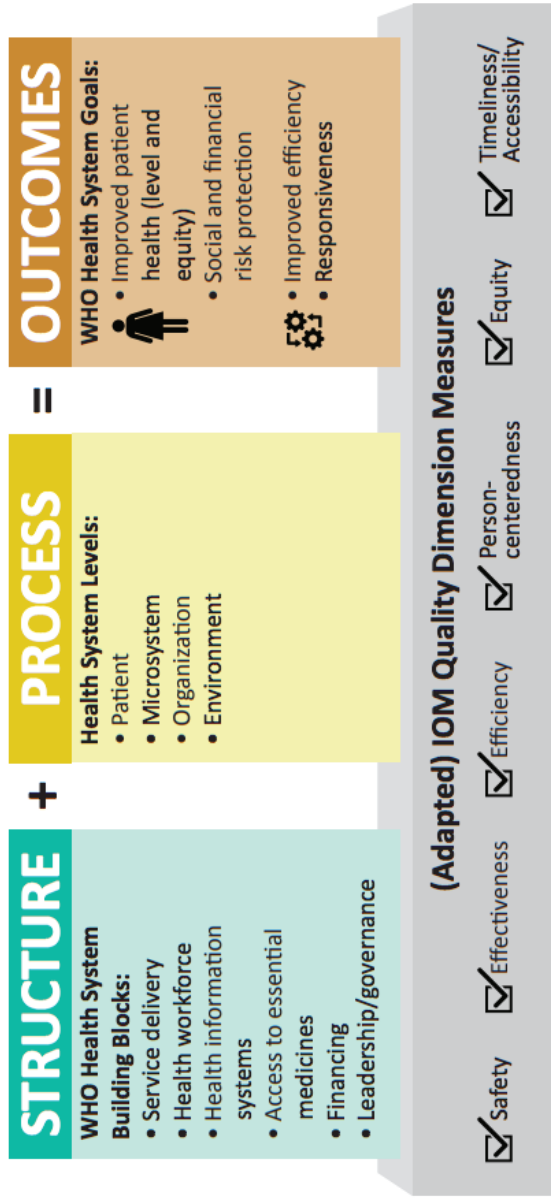 STRUCTURE
WHO Health System
Building Blocks:
• Service delivery
• Health workforce
• Health information
systems
• Access to essential
medicines
• Financing
• Leadership/governance
+
PROCESS
Health System Levels:
• Patient
• Microsystem
• Organization
• Environment
=
OUTCOMES
WHO Health System Goals:
• Improved patient
health (level and
equity)
• Social and financial
risk protection
• Improved efficiency
• Responsiveness
(Adapted) IOM Quality Dimension Measures
Safety
Effectiveness
Efficiency
Person-
centeredness
Equity
Timeliness/
Accessibility